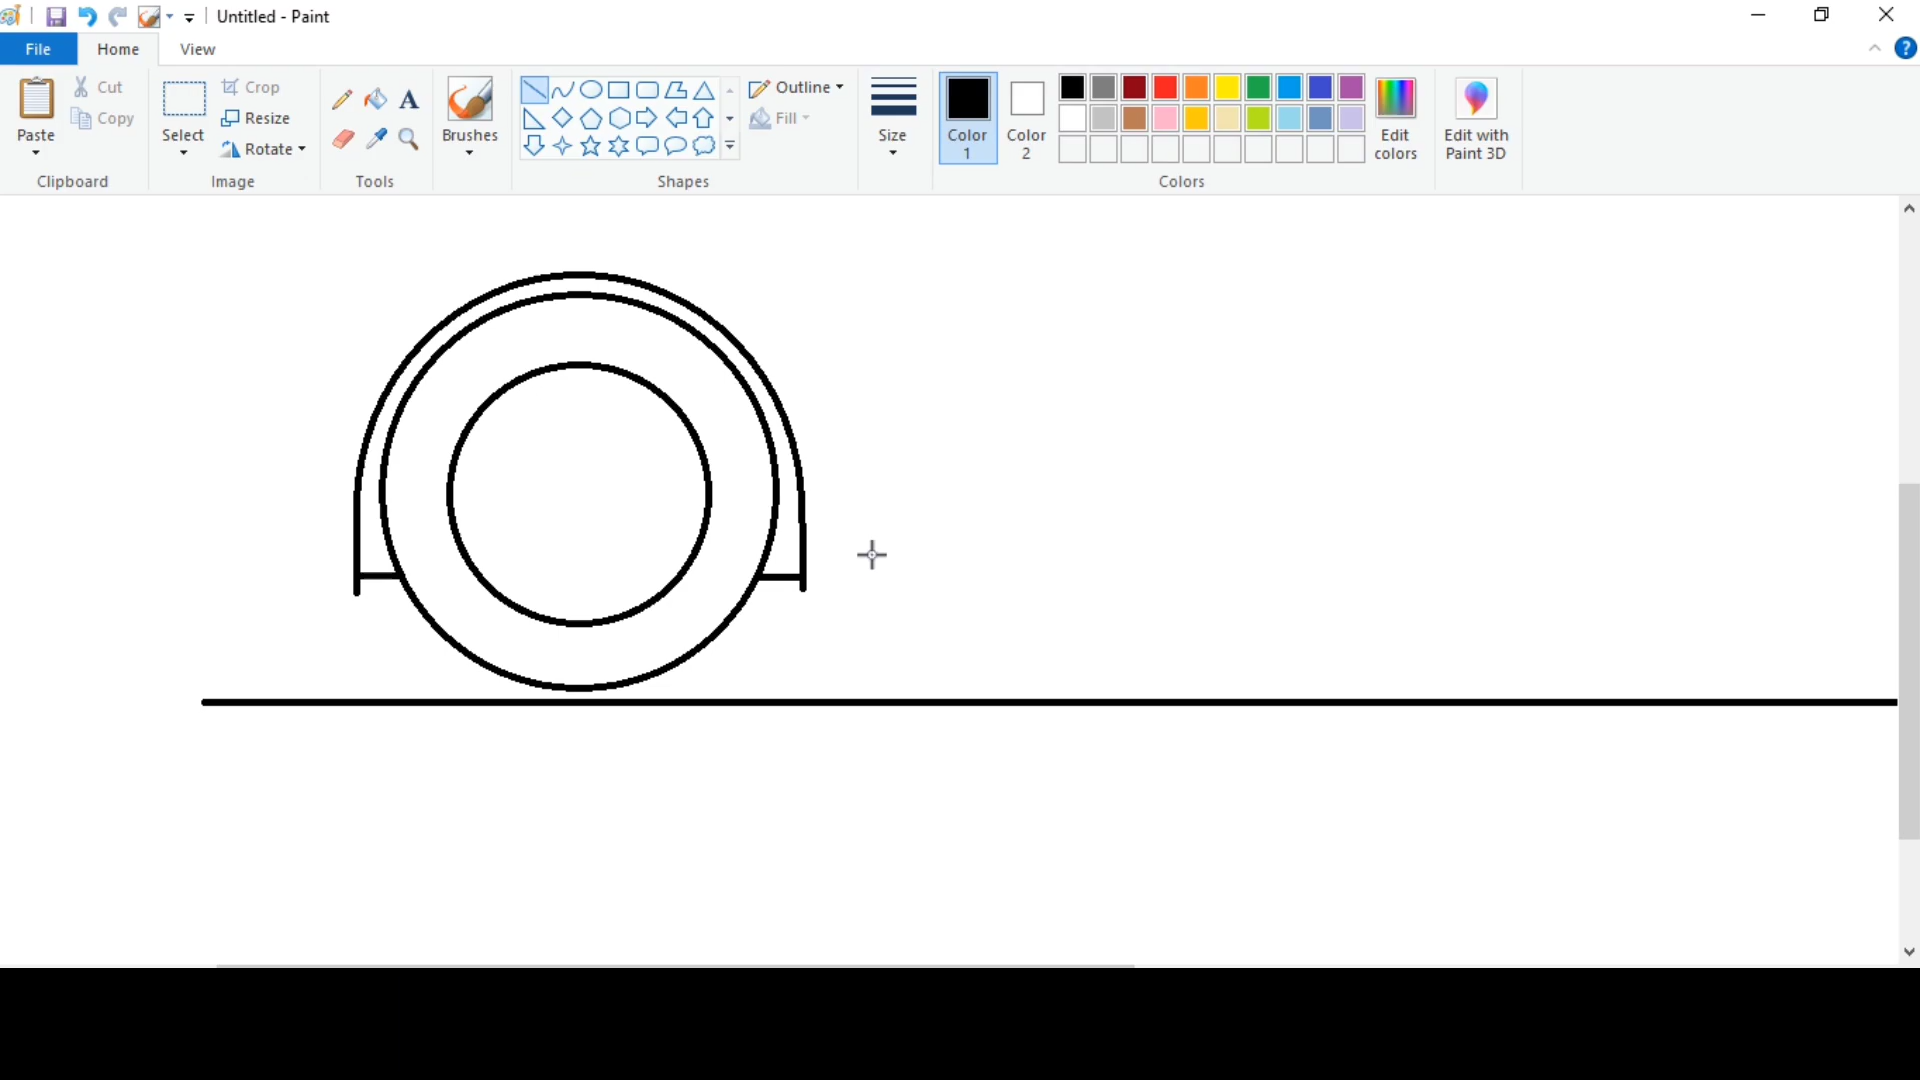 Untitled - Paint
File Home View
Paste
Cut
Copy
Clipboard
Select
Crop
Resize
Rotate
Image
A
Tools
Brushes
Shapes
Outline
Fill
Size
Color 1
Color 2
Edit colors
Colors
Edit with Paint 3D
?